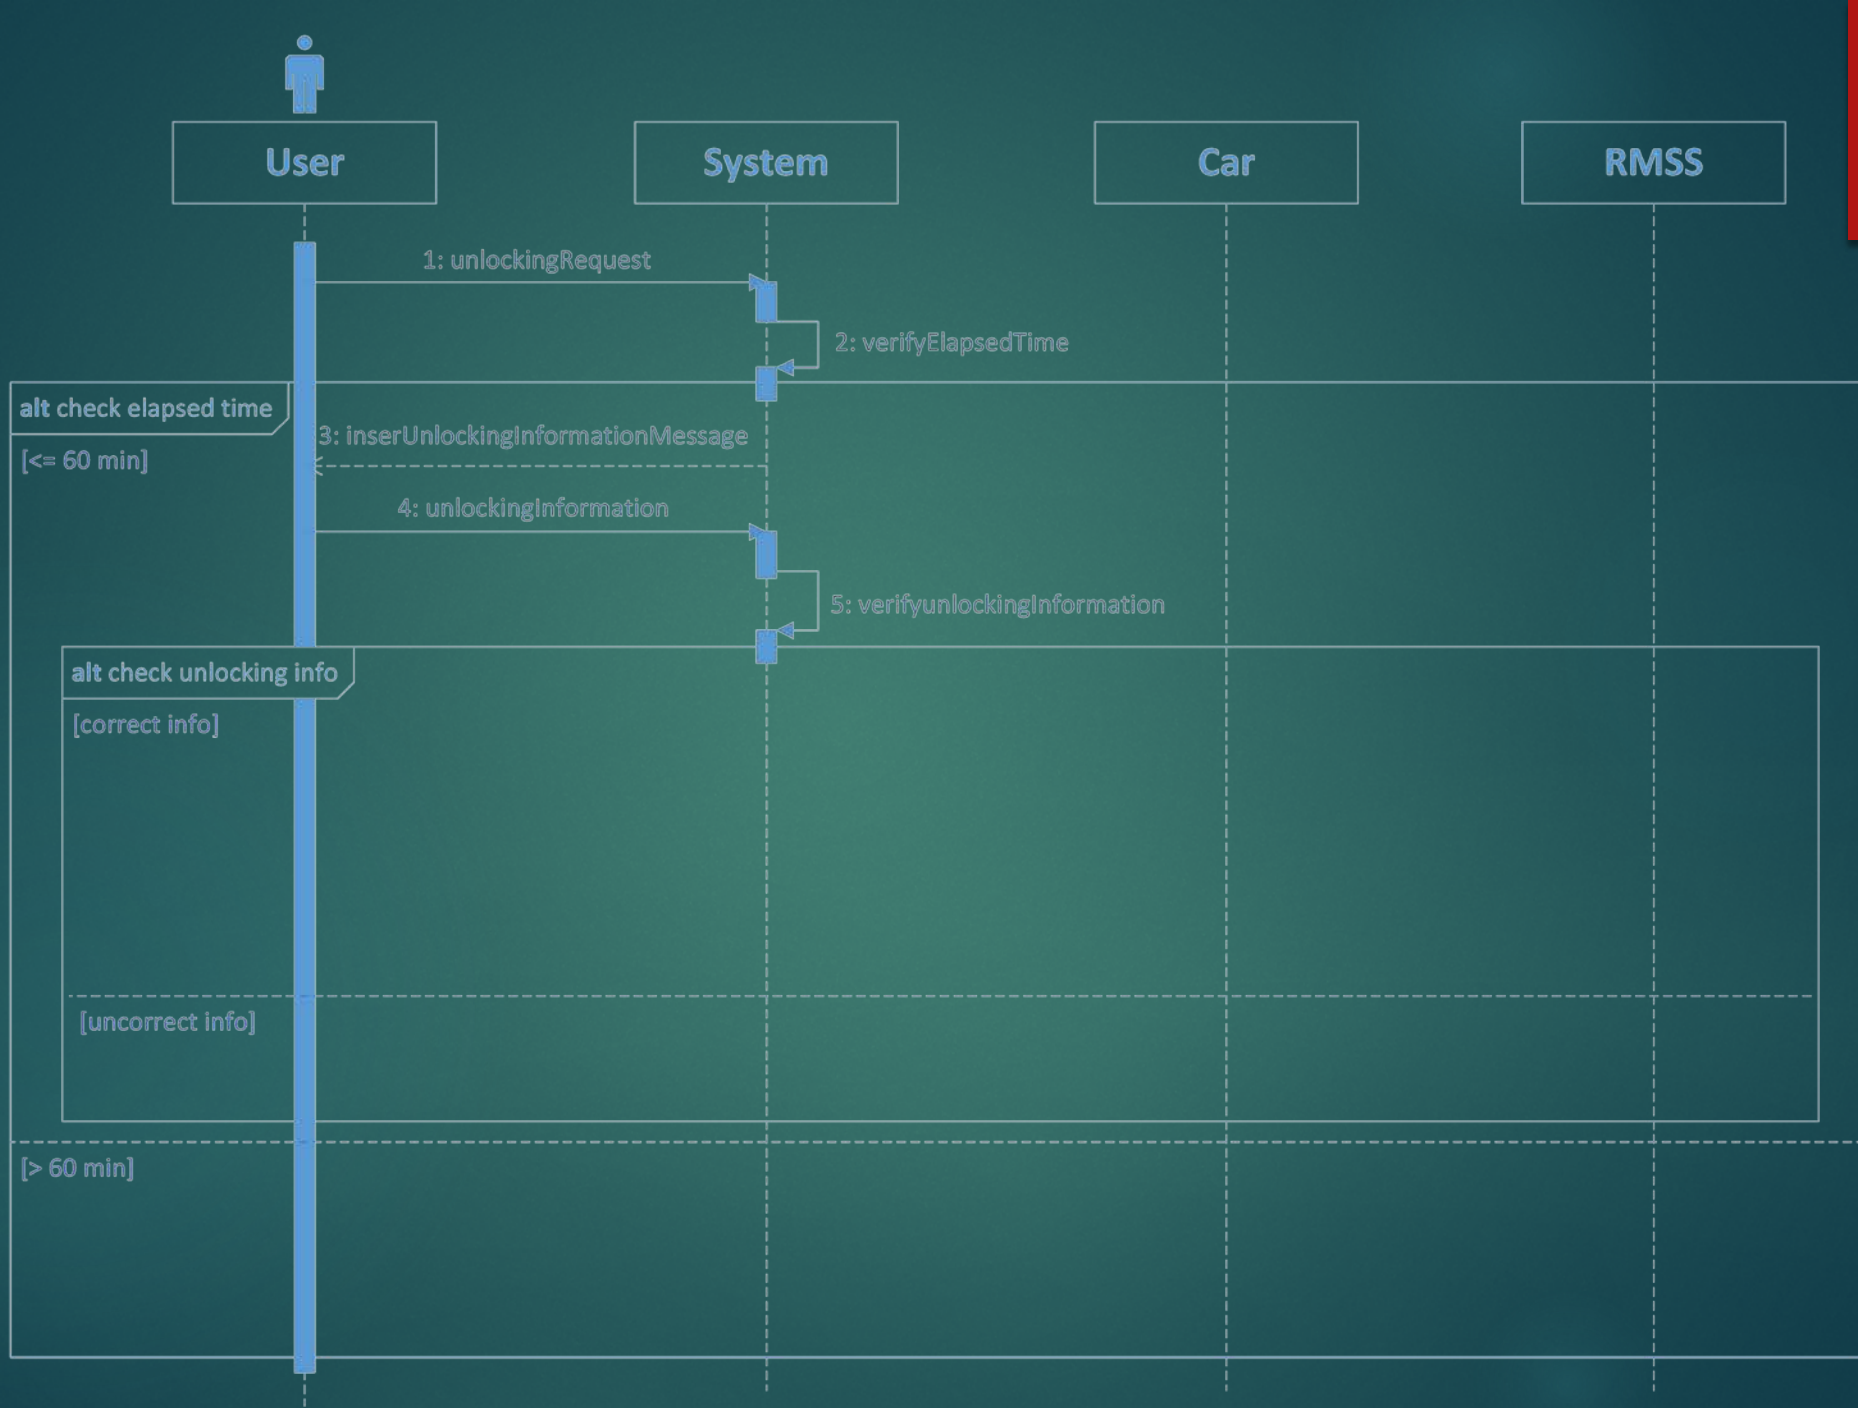 User
System
Car
RMSS
1: unlockingRequest
2: verifyElapsedTime
alt check elapsed time
3: inserUnlockingInformationMessage
[<= 60 min]
4: unlockingInformation
5: verifyunlockingInformation
alt check unlocking info
[correct info]
[uncorrect info]
[> 60 min]